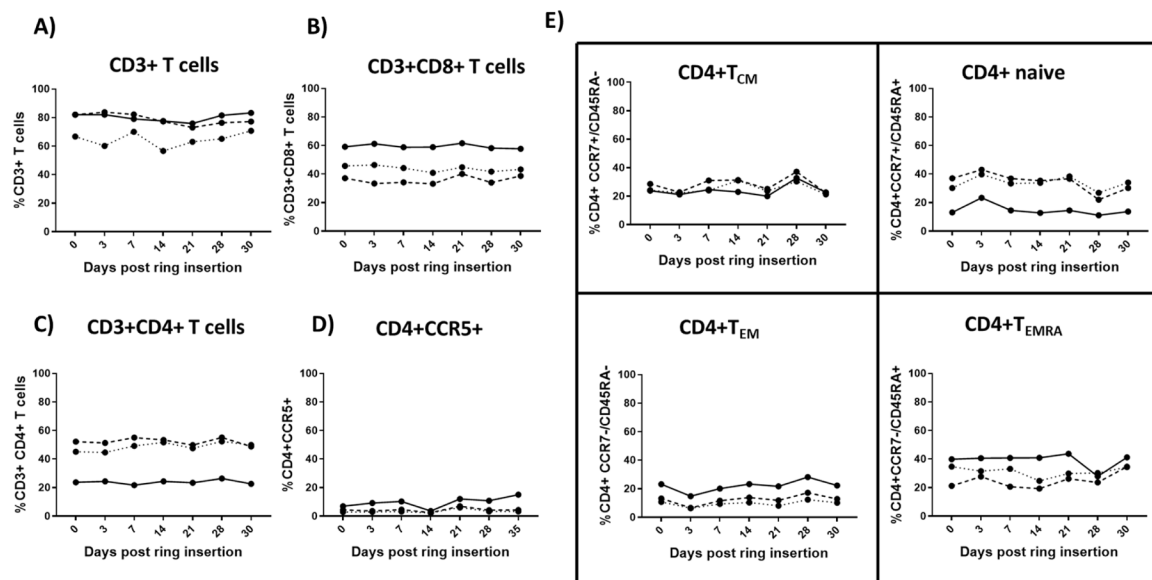 A)
CD3+ T cells
%CD3+ T cells
100
80
60
40
20
0
0 3 7 14 21 28 30
Days post ring insertion
B)
CD3+CD8+ T cells
%CD3+CD8+ T cells
100
80
60
40
20
0
0 3 7 14 21 28 30
Days post ring insertion
C)
CD3+CD4+ T cells
%CD3+ CD4+ T cells
100
80
60
40
20
0
0 3 7 14 21 28 30
Days post ring insertion
D)
CD4+CCR5+
%CD4+CCR5+
100
80
60
40
20
0
0 3 7 14 21 28 35
Days post ring insertion
E)
CD4+TCM
%CD4+ CCR7+/CD45RA-
100
80
60
40
20
0
0 3 7 14 21 28 30
Days post ring insertion
CD4+ naive
%CD4+CCR7+/CD45RA+
100
80
60
40
20
0
0 3 7 14 21 28 30
Days post ring insertion
CD4+TEM
%CD4+ CCR7-/CD45RA-
100
80
60
40
20
0
0 3 7 14 21 28 30
Days post ring insertion
CD4+TEMRA
%CD4+CCR7-/CD45RA+
100
80
60
40
20
0
0 3 7 14 21 28 30
Days post ring insertion